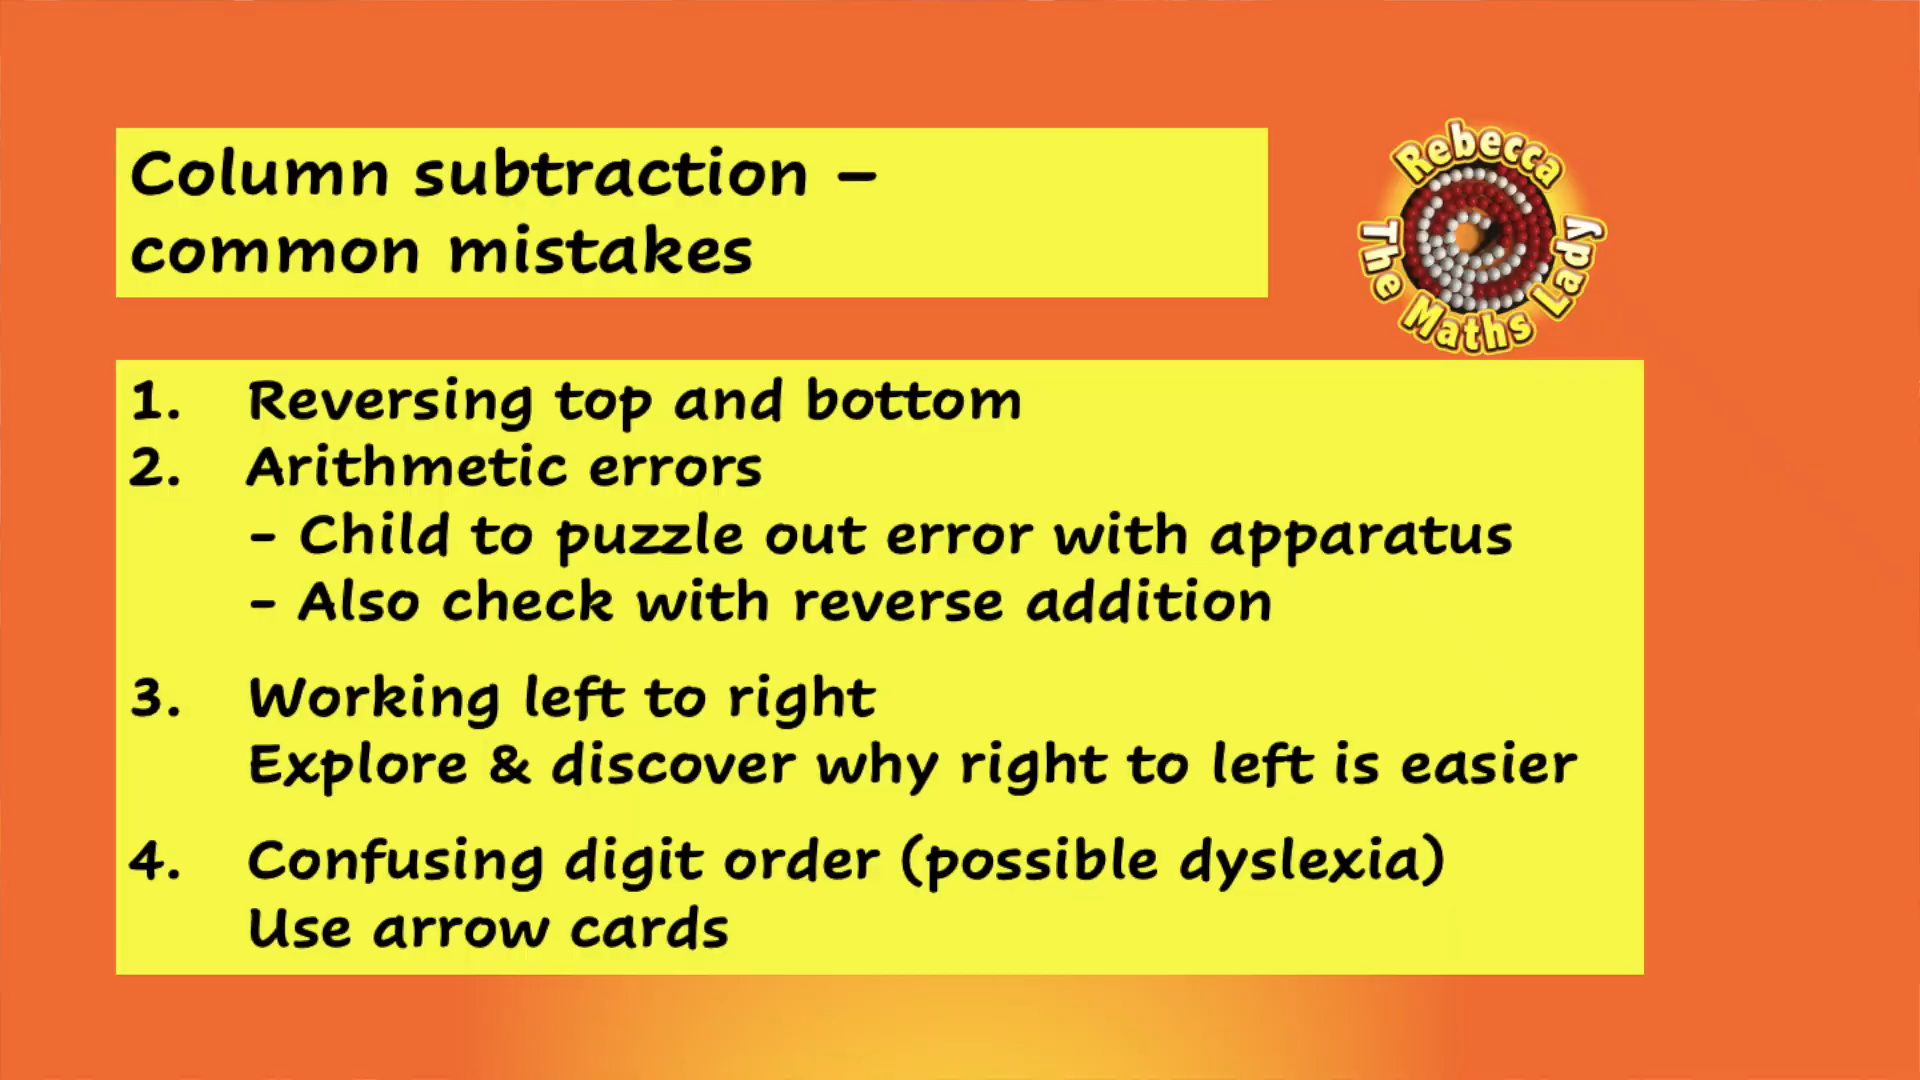 Column subtraction –
common mistakes
Rebecca
The Maths Lady
1. Reversing top and bottom
2. Arithmetic errors
- Child to puzzle out error with apparatus
- Also check with reverse addition
3. Working left to right
Explore & discover why right to left is easier
4. Confusing digit order (possible dyslexia)
Use arrow cards